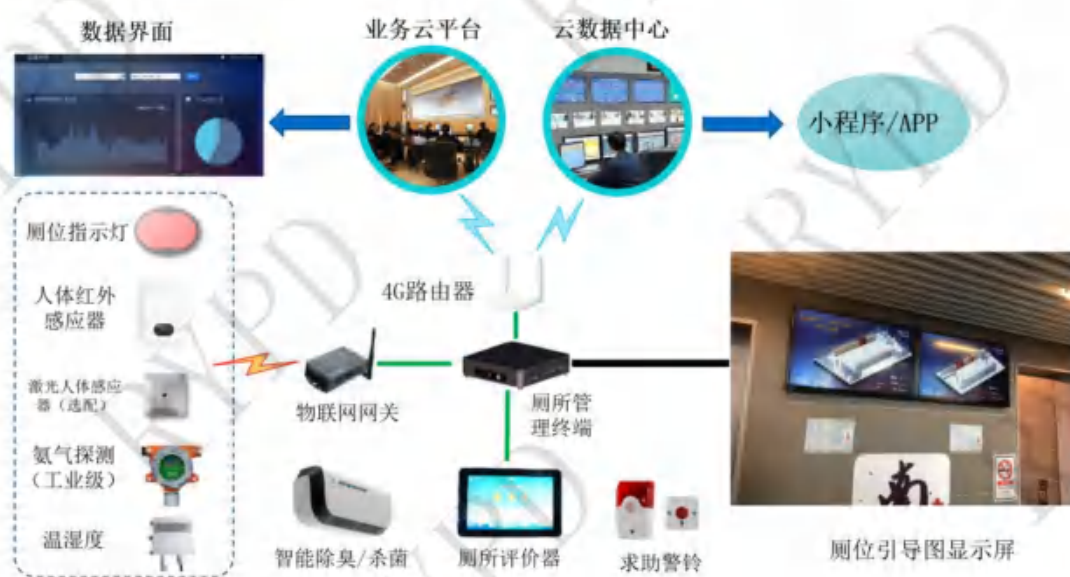 数据界面
业务云平台
云数据中心
小程序/APP
厕位指示灯
4G路由器
人体红外
感应器
激光人体感应
器（选配）
物联网网关
厕所管
理终端
氨气探测
（工业级）
温湿度
智能除臭/杀菌
厕所评价器
求助警铃
厕位引导图显示屏
南
RYPD